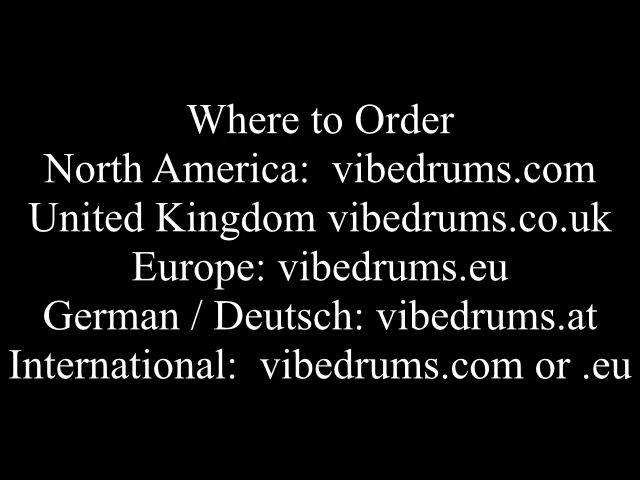 Where to Order
North America:  vibedrums.com
United Kingdom vibedrums.co.uk
Europe: vibedrums.eu
German / Deutsch: vibedrums.at
International:  vibedrums.com or .eu